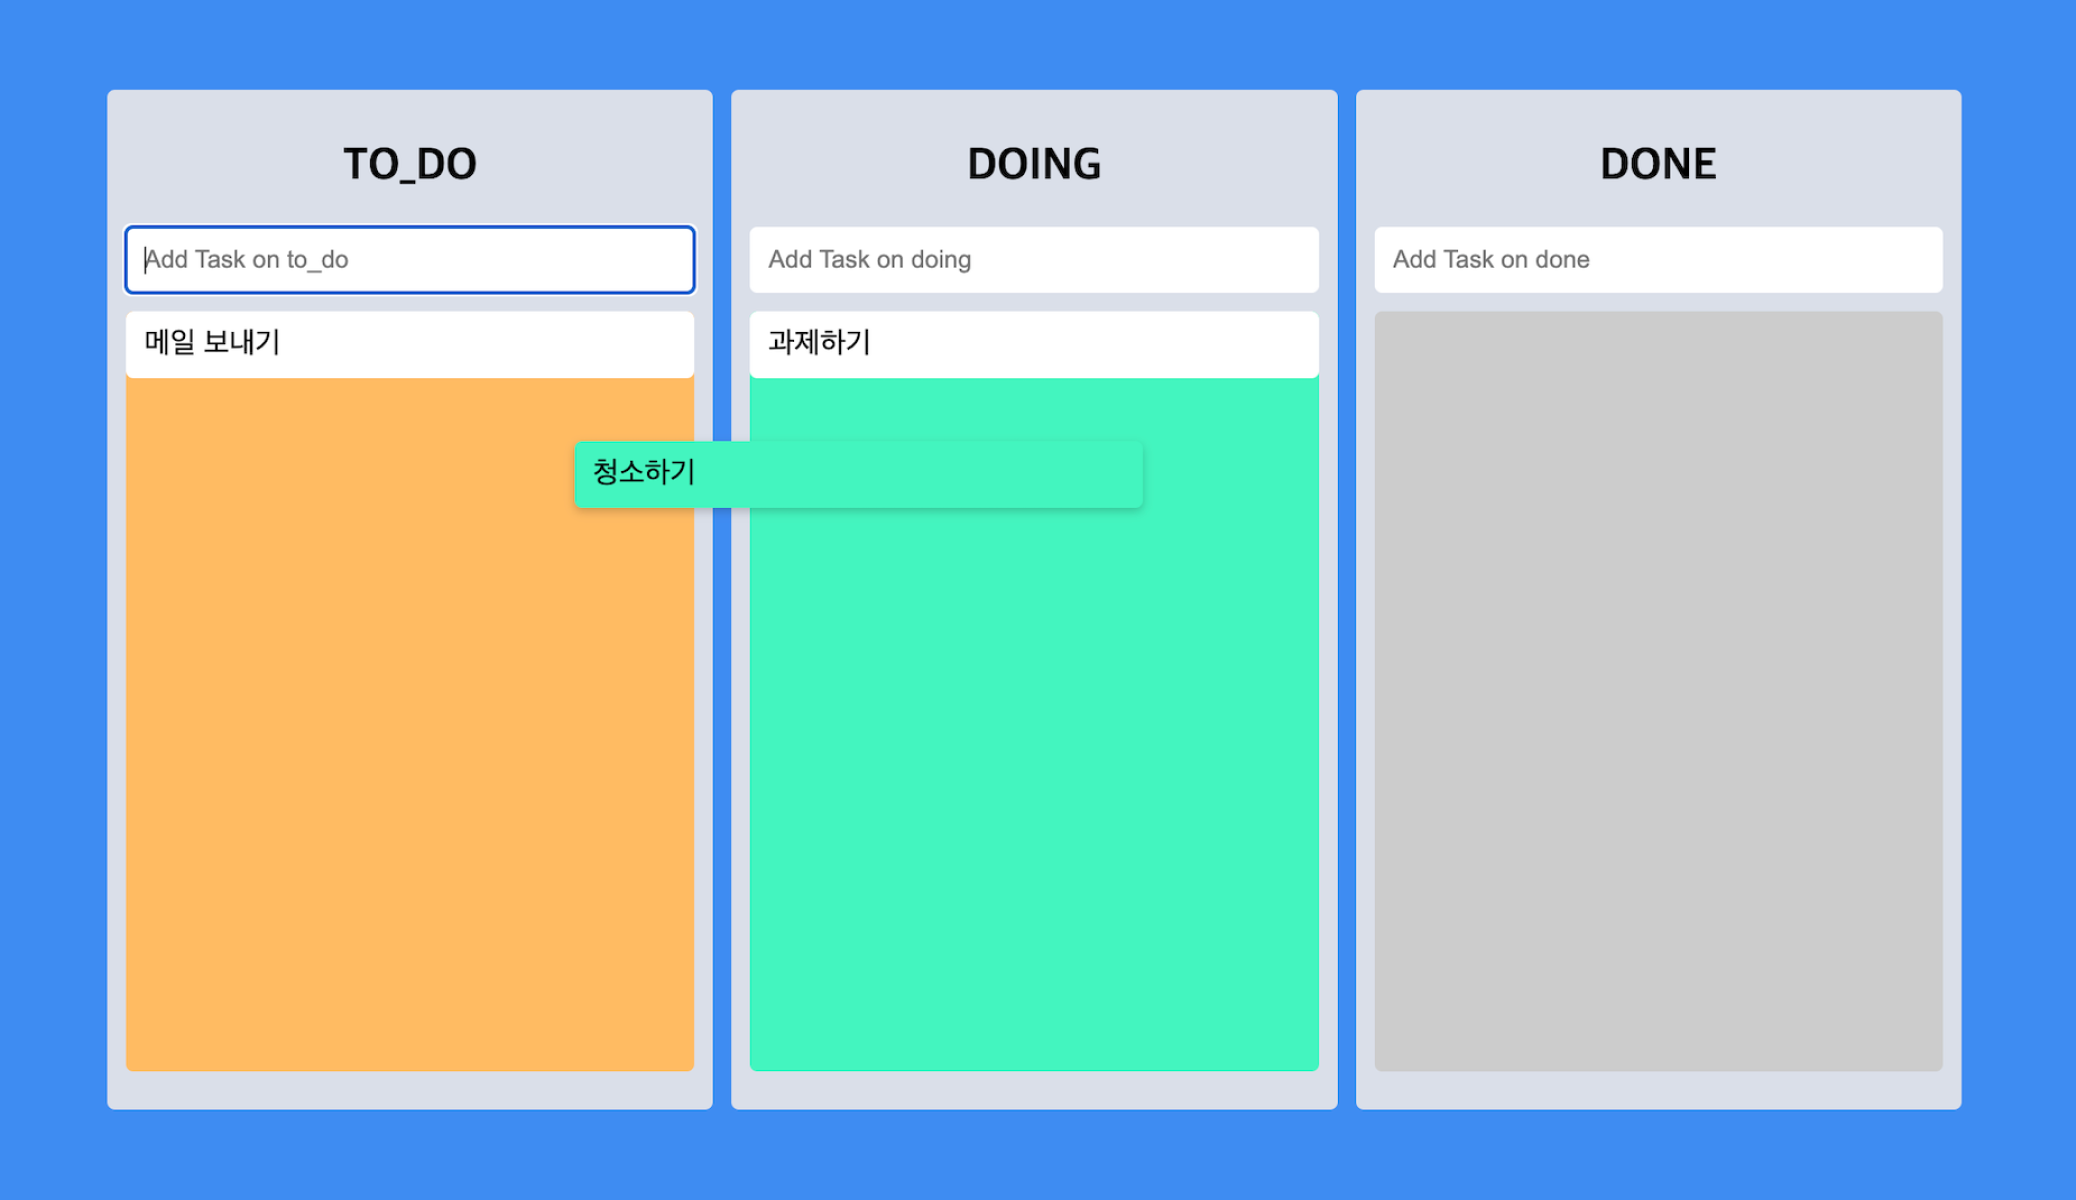 TO_DO
Add Task on to_do
메일 보내기
청소하기
DOING
Add Task on doing
과제하기
DONE
Add Task on done